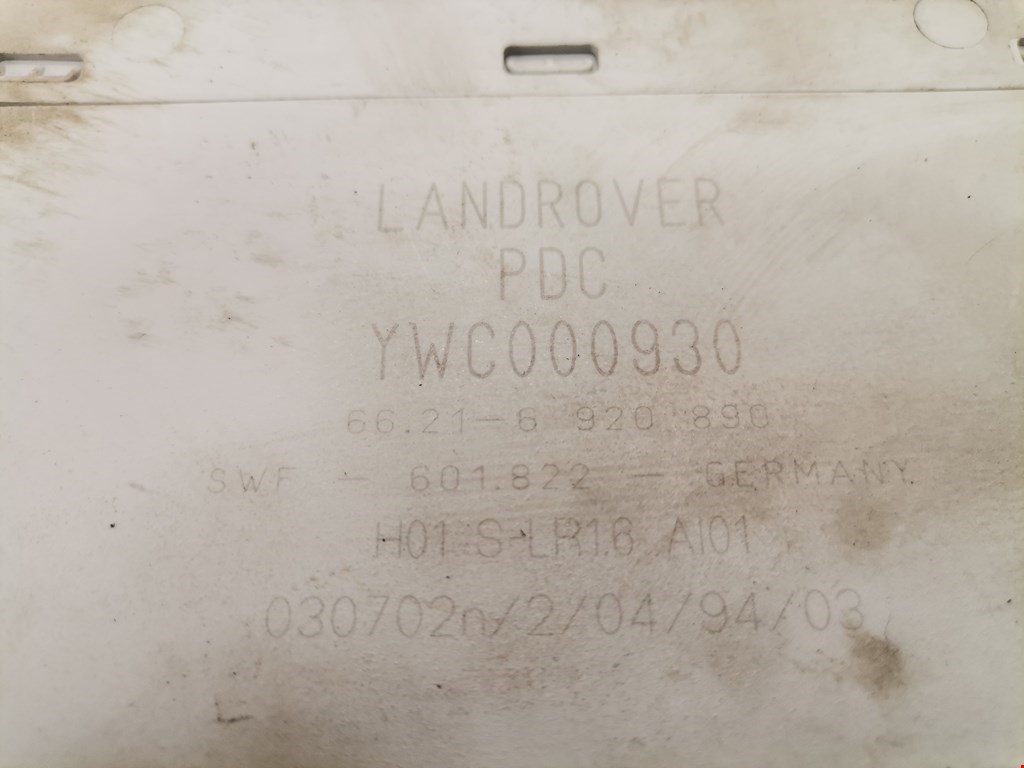 LANDROVER
PDC
YWC000930
66.21-6 920 890
SWF - 601.822 - GERMANY
H01 S-LR1.6 AI01
030702n/2/04/94/03